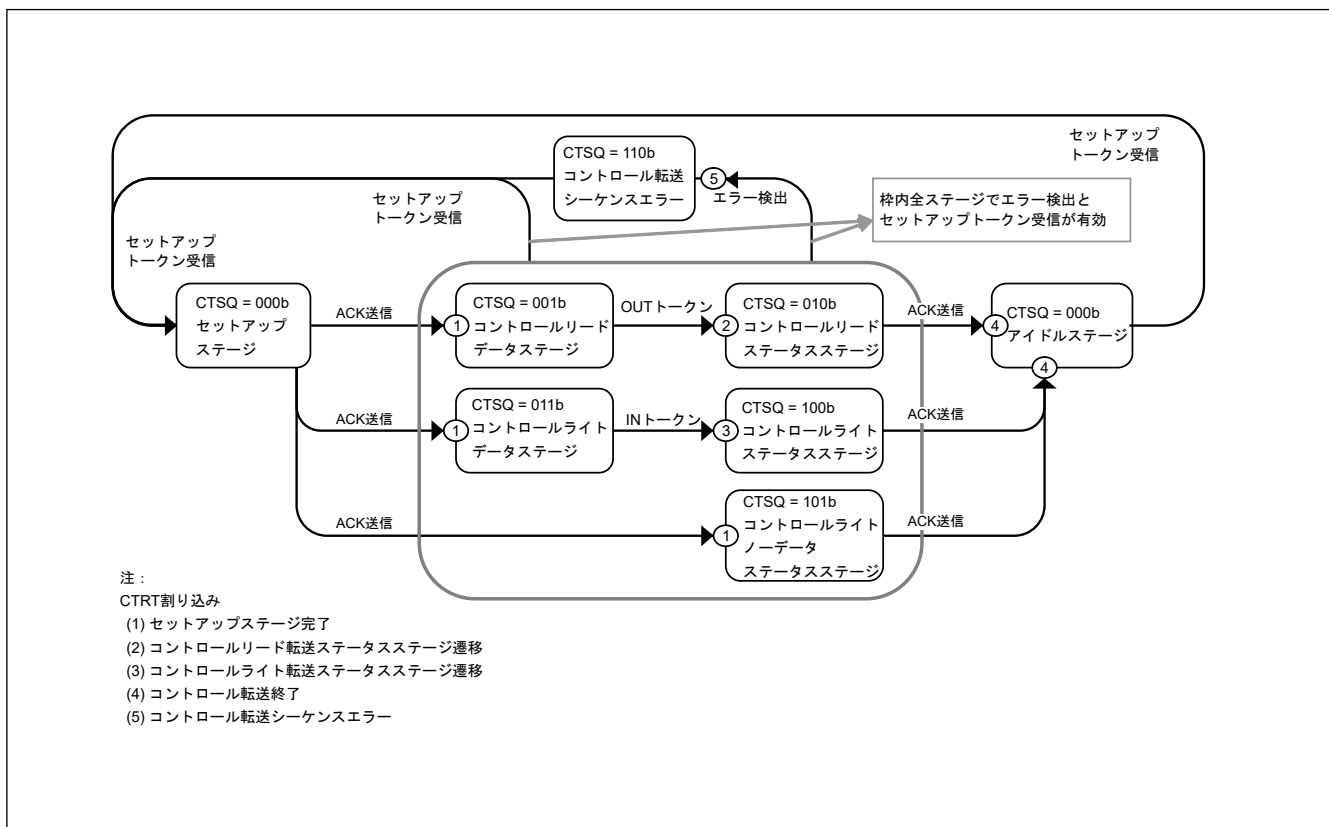 セットアップ
トークン受信
CTSQ = 110b
コントロール転送
シーケンスエラー
5
エラー検出
セットアップ
トークン受信
枠内全ステージでエラー検出と
セットアップトークン受信が有効
セットアップ
トークン受信
CTSQ = 000b
セットアップ
ステージ
ACK送信
1
CTSQ = 001b
コントロールリード
データステージ
OUTトークン
2
CTSQ = 010b
コントロールリード
ステータスステージ
ACK送信
4
CTSQ = 000b
アイドルステージ
4
ACK送信
1
CTSQ = 011b
コントロールライト
データステージ
INトークン
3
CTSQ = 100b
コントロールライト
ステータスステージ
ACK送信
ACK送信
1
CTSQ = 101b
コントロールライト
ノーデータ
ステータスステージ
ACK送信
注：
CTRT割り込み
(1) セットアップステージ完了
(2) コントロールリード転送ステータスステージ遷移
(3) コントロールライト転送ステータスステージ遷移
(4) コントロール転送終了
(5) コントロール転送シーケンスエラー